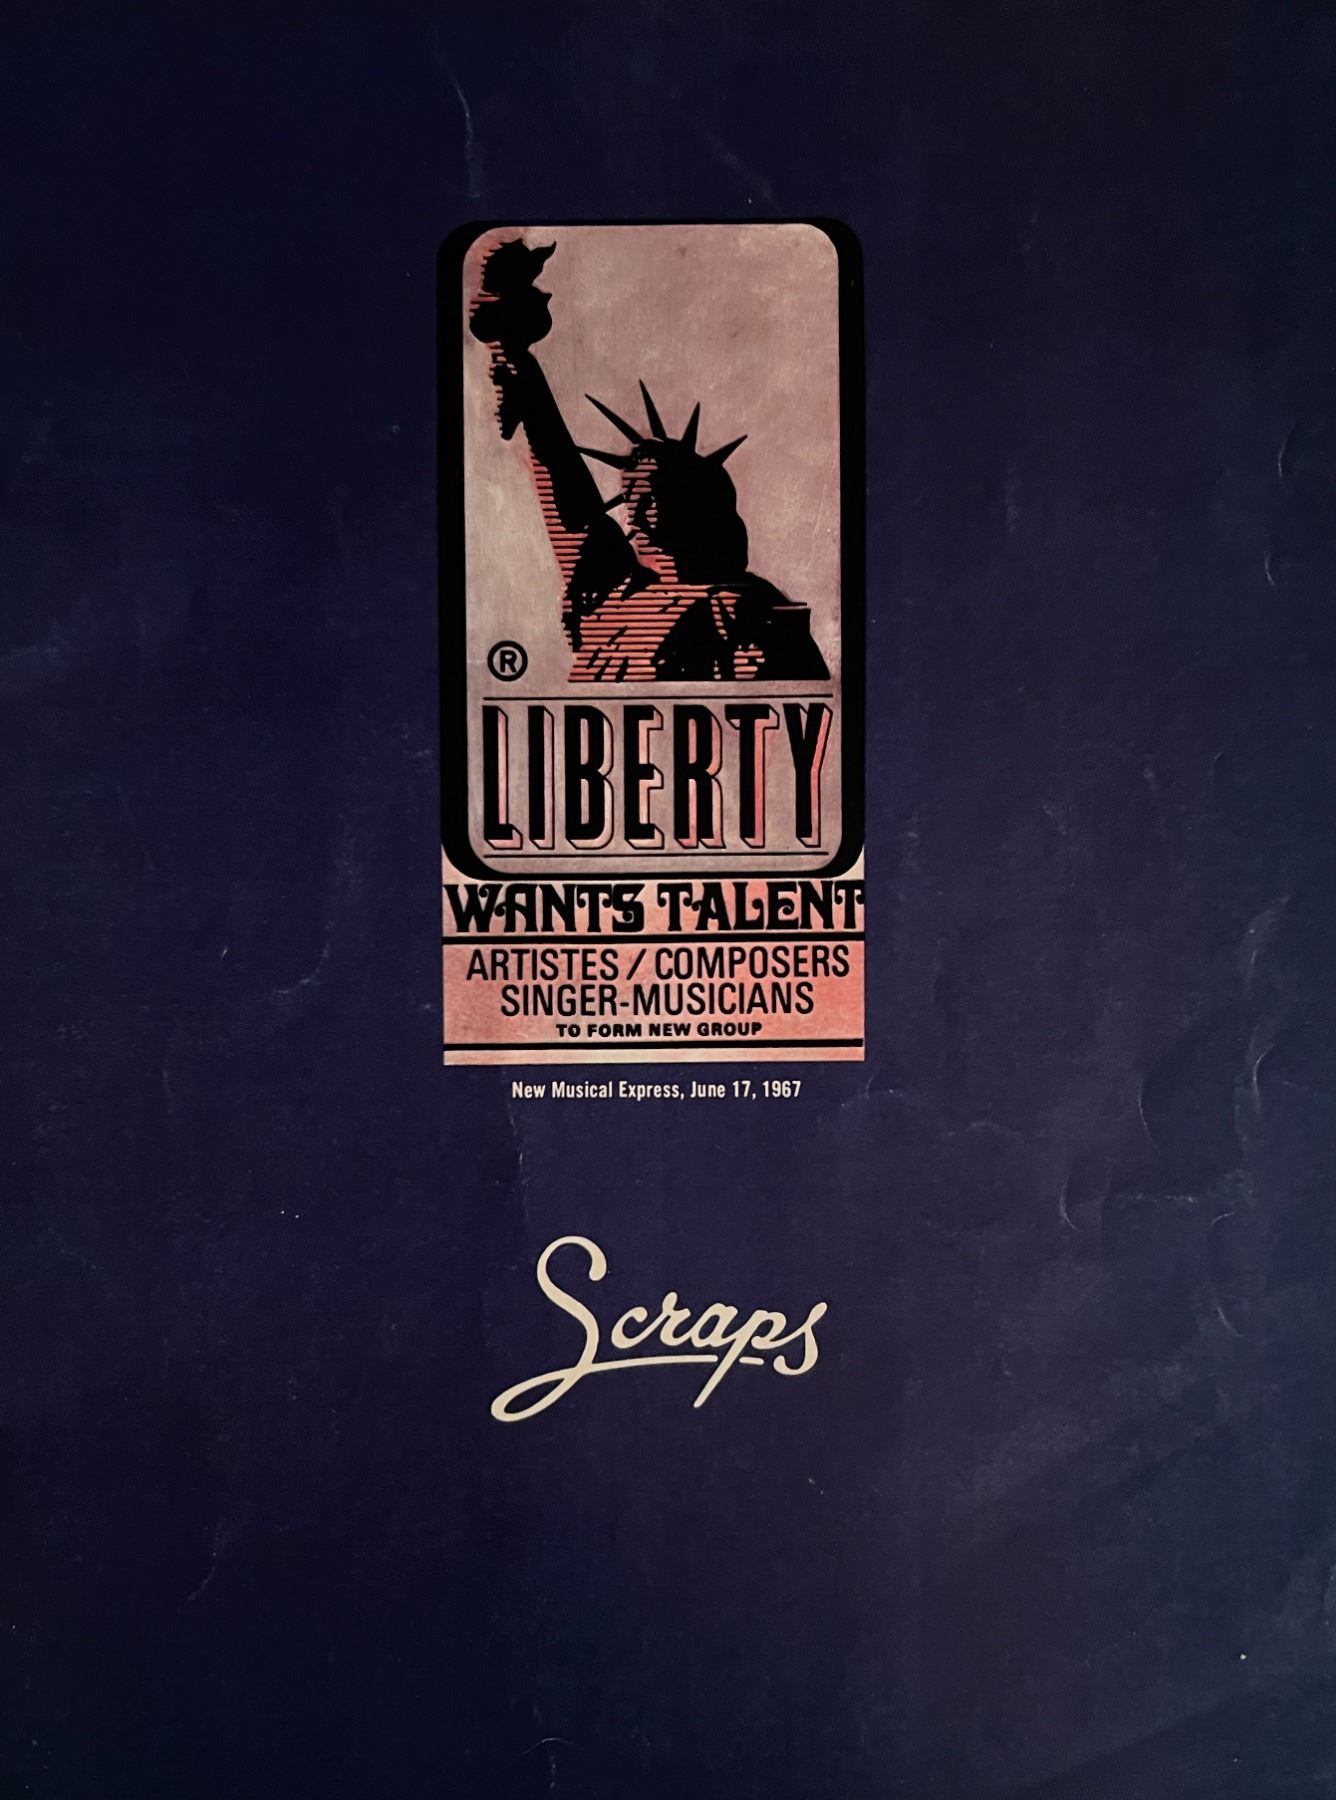 ®
LIBERTY
WANTS TALENT
ARTISTES / COMPOSERS
SINGER-MUSICIANS
TO FORM NEW GROUP
New Musical Express, June 17, 1967
Scraps